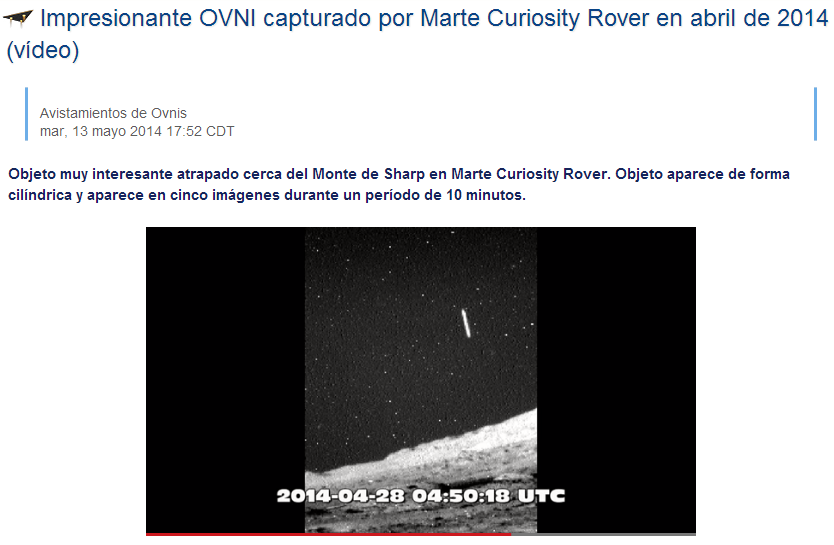 Impresionante OVNI capturado por Marte Curiosity Rover en abril de 2014
(vídeo)
Avistamientos de Ovnis
mar, 13 mayo 2014 17:52 CDT
Objeto muy interesante atrapado cerca del Monte de Sharp en Marte Curiosity Rover. Objeto aparece de forma
cilíndrica y aparece en cinco imágenes durante un período de 10 minutos.
2014-04-28 04:50:18 UTC